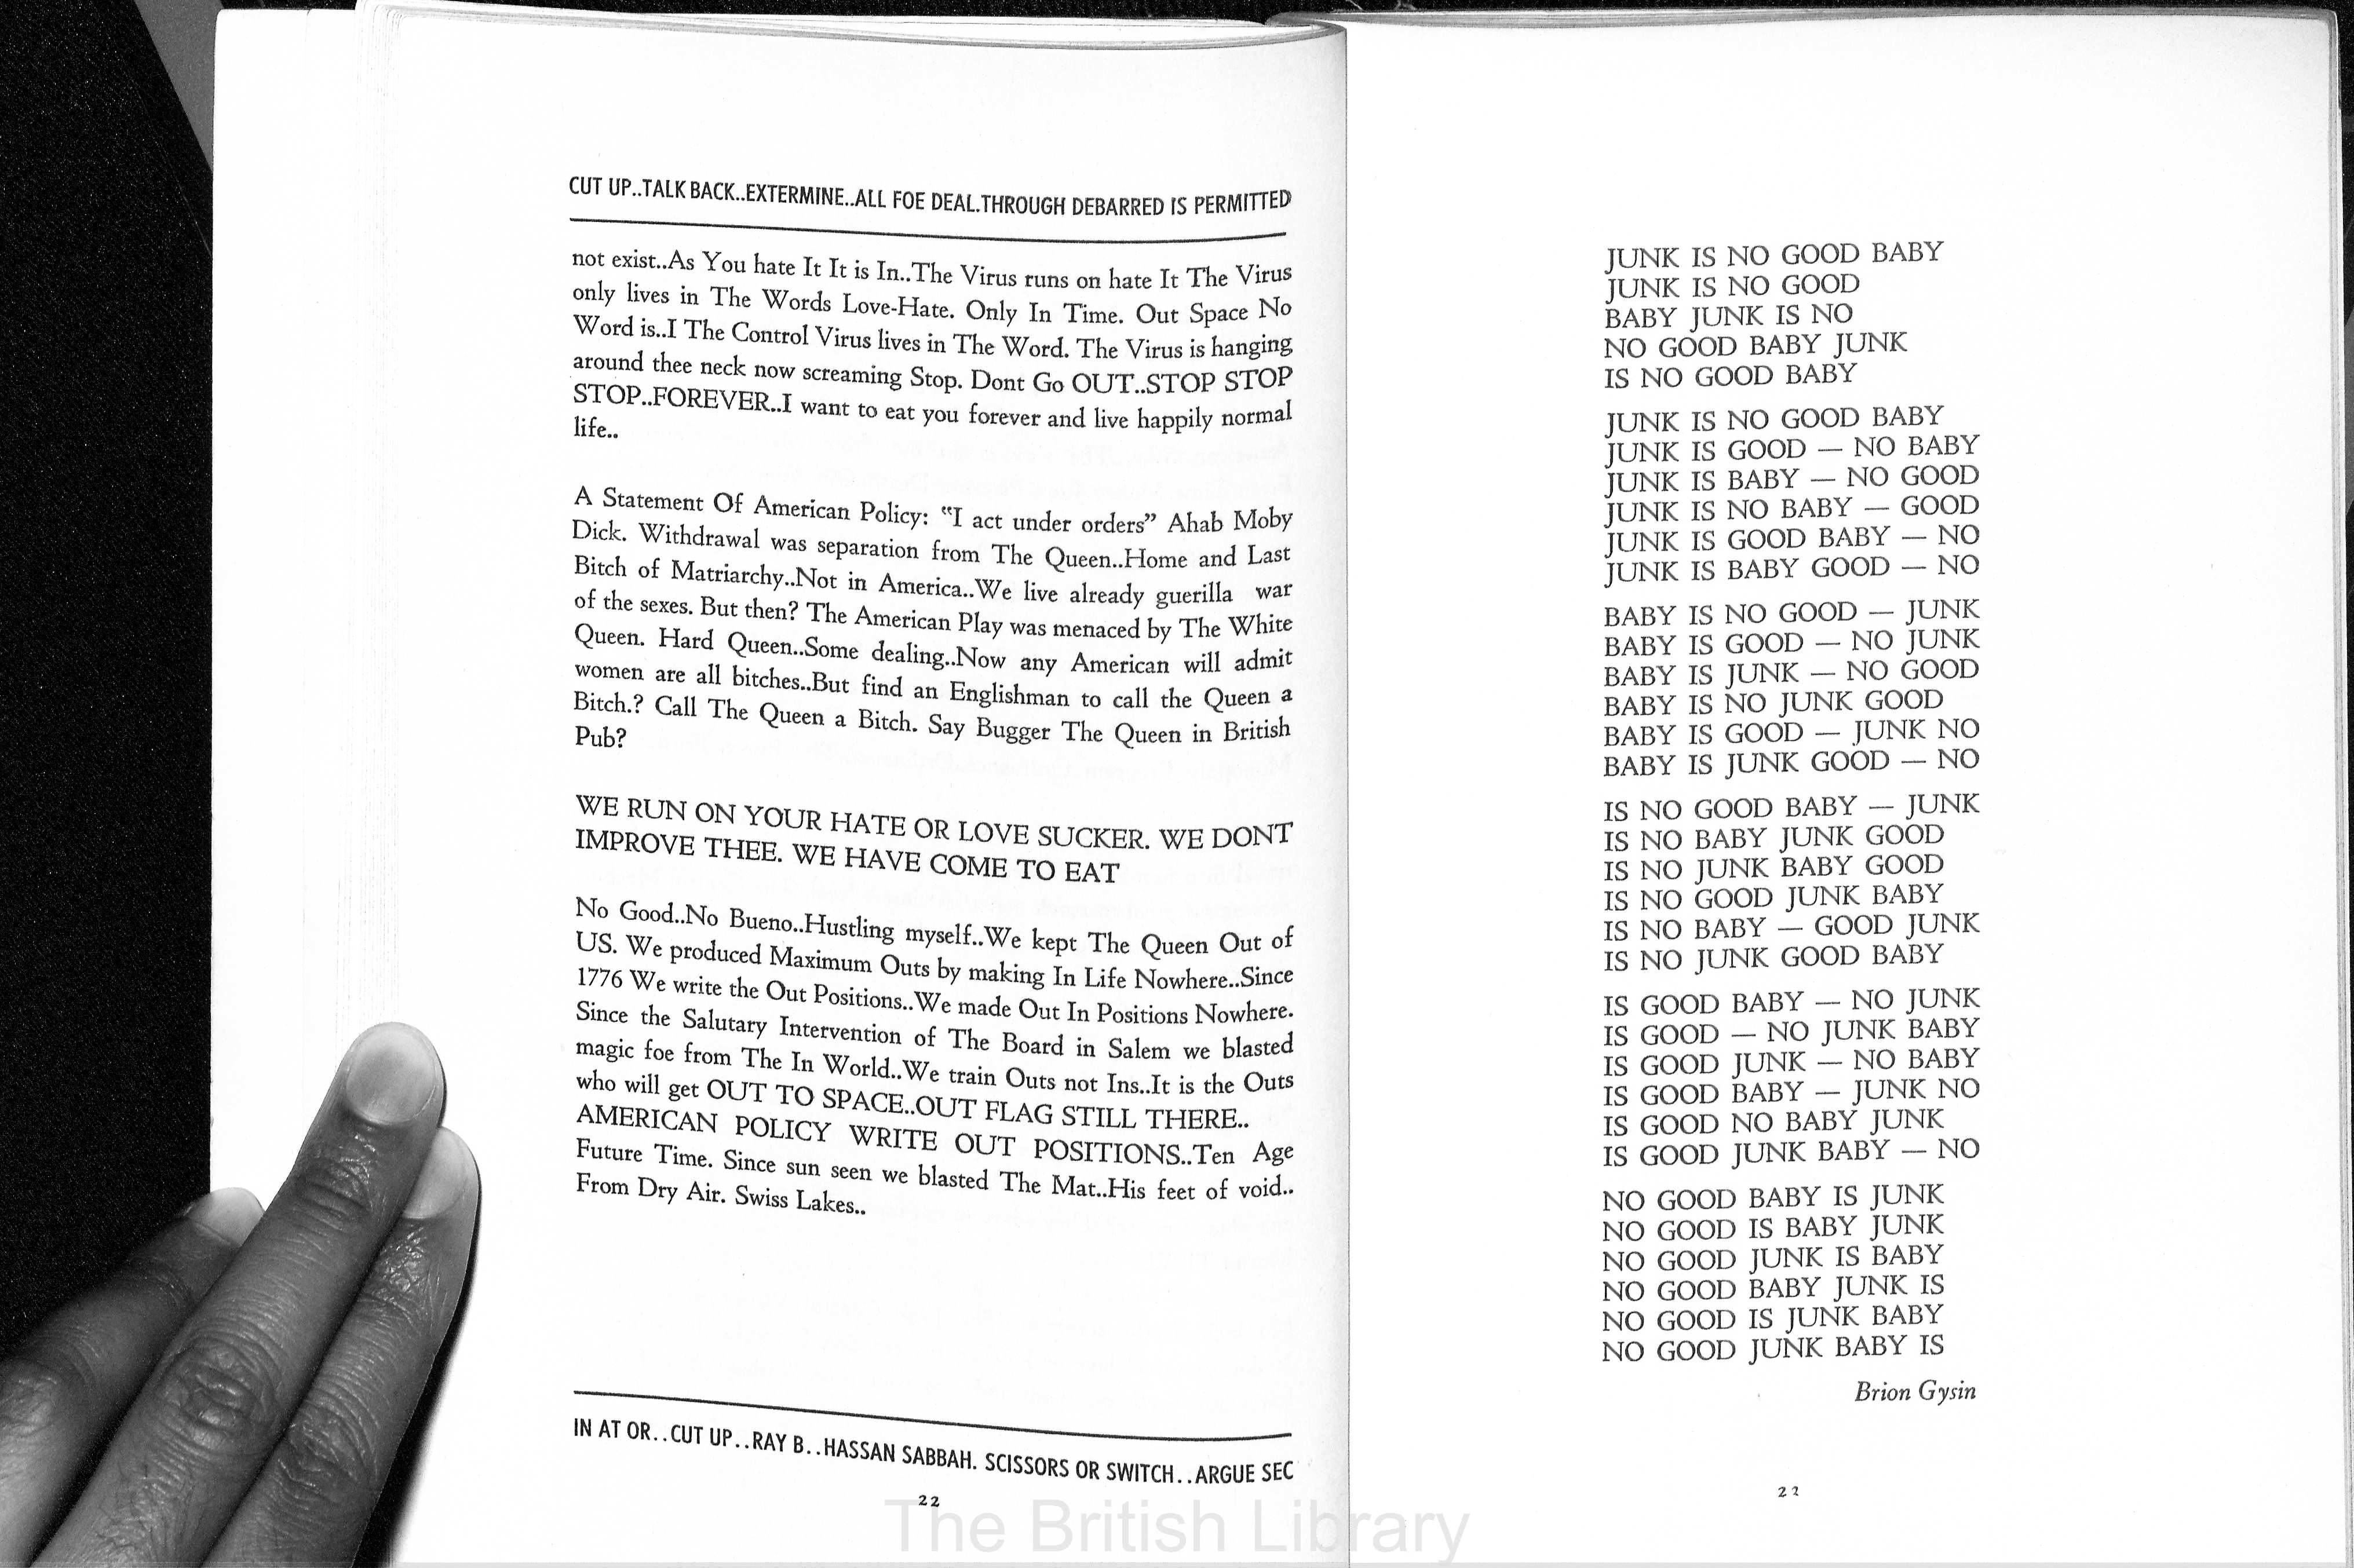 CUT UP..TALK BACK..EXTERMINE..ALL FOE DEAL.THROUGH DEBARRED IS PERMITTED
not exist..As You hate It It is In..The Virus runs on hate It The Virus
only lives in The Words Love-Hate. Only In Time. Out Space No
Word is..I The Control Virus lives in The Word. The Virus is hanging
around thee neck now screaming Stop. Dont Go OUT..STOP STOP
STOP..FOREVER..I want to eat you forever and live happily normal
life..
A Statement Of American Policy: “I act under orders” Ahab Moby
Dick. Withdrawal was separation from The Queen..Home and Last
Bitch of Matriarchy..Not in America..We live already guerilla war
of the sexes. But then? The American Play was menaced by The White
Queen. Hard Queen..Some dealing..Now any American will admit
women are all bitches..But find an Englishman to call the Queen a
Bitch.? Call The Queen a Bitch. Say Bugger The Queen in British
Pub?
WE RUN ON YOUR HATE OR LOVE SUCKER. WE DONT
IMPROVE THEE. WE HAVE COME TO EAT
No Good..No Bueno..Hustling myself..We kept The Queen Out of
US. We produced Maximum Outs by making In Life Nowhere..Since
1776 We write the Out Positions..We made Out In Positions Nowhere.
Since the Salutary Intervention of The Board in Salem we blasted
magic foe from The In World..We train Outs not Ins..It is the Outs
who will get OUT TO SPACE..OUT FLAG STILL THERE..
AMERICAN POLICY WRITE OUT POSITIONS..Ten Age
Future Time. Since sun seen we blasted The Mat..His feet of void..
From Dry Air. Swiss Lakes..
IN AT OR..CUT UP..RAY B..HASSAN SABBAH. SCISSORS OR SWITCH..ARGUE SEC
22
JUNK IS NO GOOD BABY
JUNK IS NO GOOD
BABY JUNK IS NO
NO GOOD BABY JUNK
IS NO GOOD BABY
JUNK IS NO GOOD BABY
JUNK IS GOOD — NO BABY
JUNK IS BABY — NO GOOD
JUNK IS NO BABY — GOOD
JUNK IS GOOD BABY — NO
JUNK IS BABY GOOD — NO
BABY IS NO GOOD — JUNK
BABY IS GOOD — NO JUNK
BABY IS JUNK — NO GOOD
BABY IS NO JUNK GOOD
BABY IS GOOD — JUNK NO
BABY IS JUNK GOOD — NO
IS NO GOOD BABY — JUNK
IS NO BABY JUNK GOOD
IS NO JUNK BABY GOOD
IS NO GOOD JUNK BABY
IS NO BABY — GOOD JUNK
IS NO JUNK GOOD BABY
IS GOOD BABY — NO JUNK
IS GOOD — NO JUNK BABY
IS GOOD JUNK — NO BABY
IS GOOD BABY — JUNK NO
IS GOOD NO BABY JUNK
IS GOOD JUNK BABY — NO
NO GOOD BABY IS JUNK
NO GOOD IS BABY JUNK
NO GOOD JUNK IS BABY
NO GOOD BABY JUNK IS
NO GOOD IS JUNK BABY
NO GOOD JUNK BABY IS
Brion Gysin
The British Library